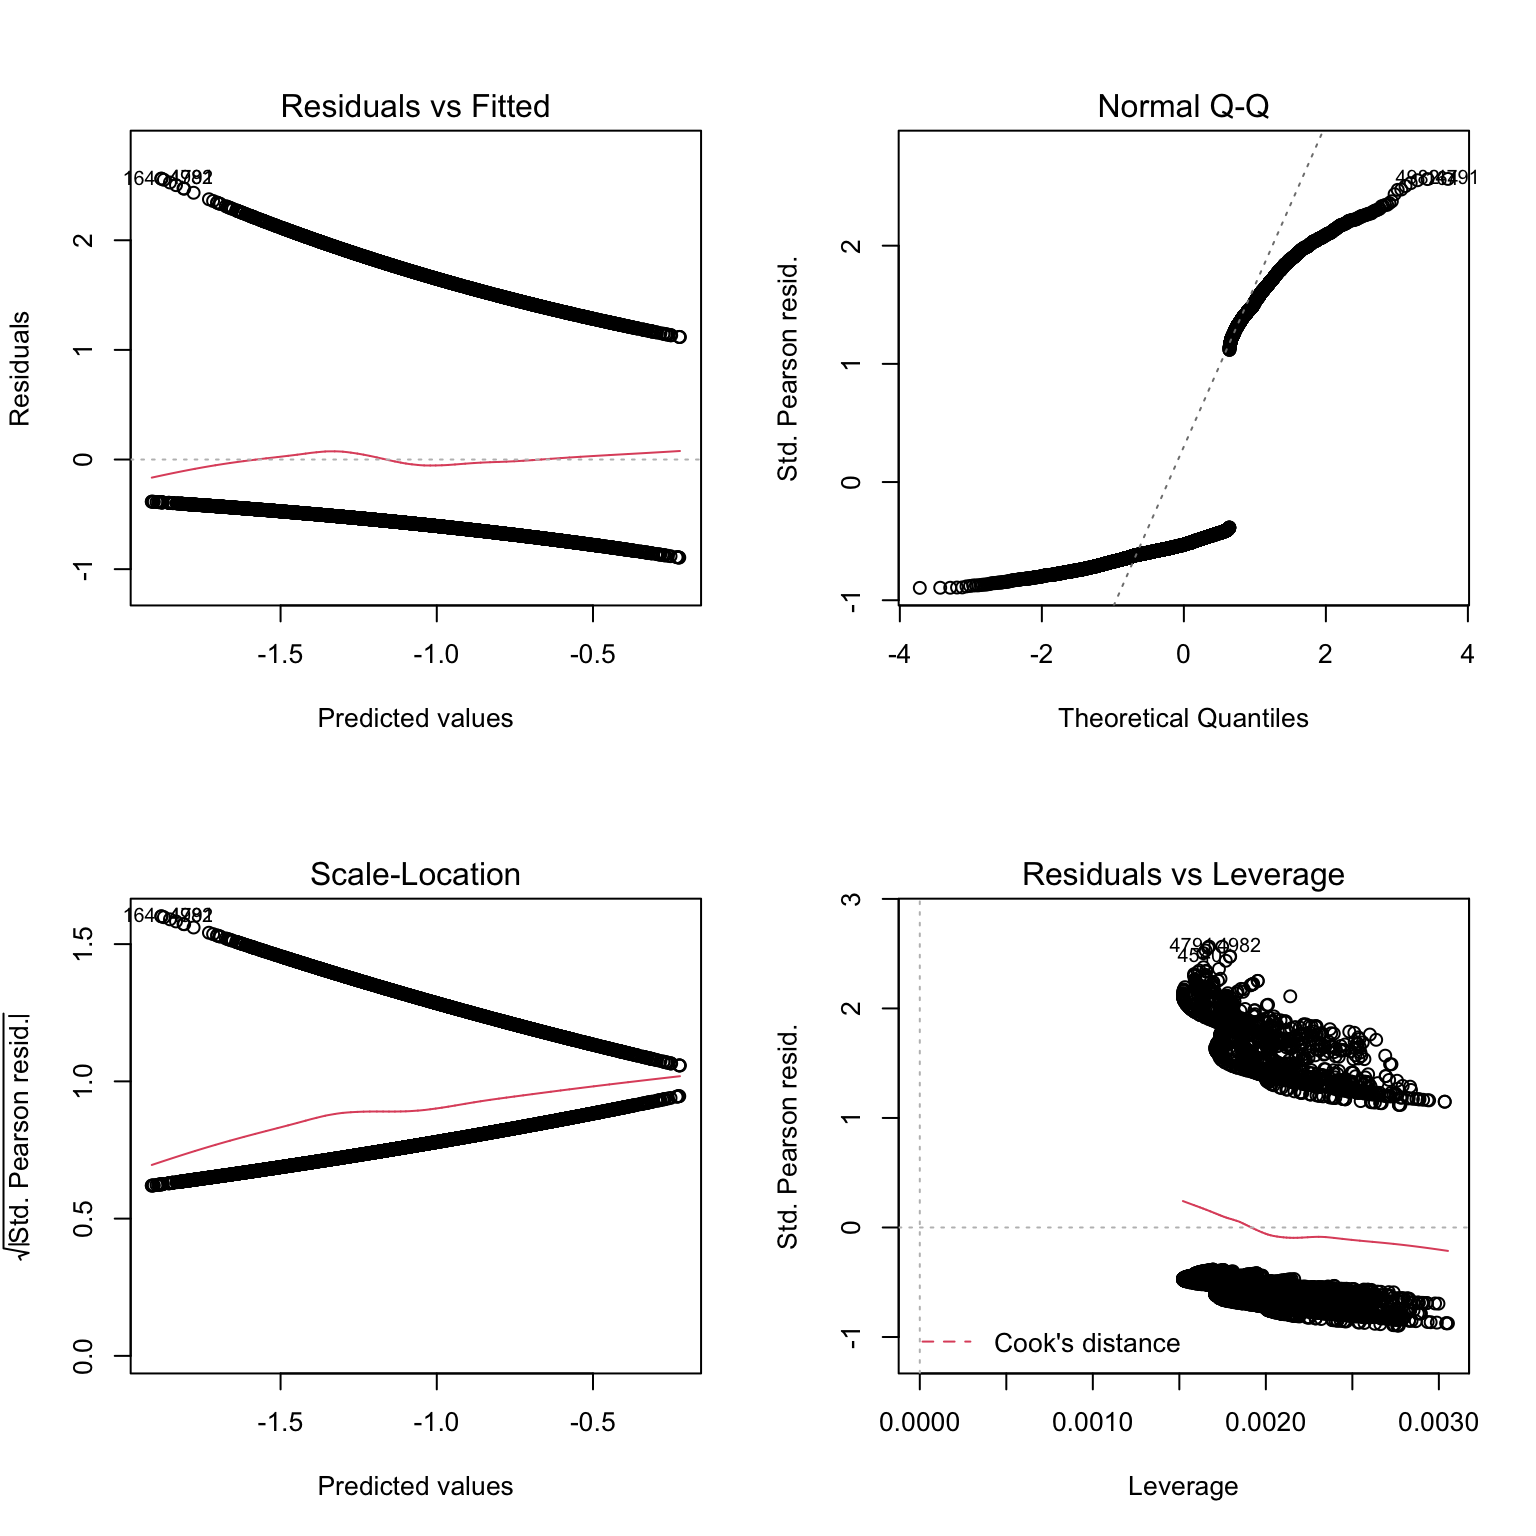 Residuals vs Fitted
Residuals
2
1
0
-1
-1.5 -1.0 -0.5
Predicted values
Normal Q-Q
Std. Pearson resid.
2
1
0
-1
-4 -2 0 2 4
Theoretical Quantiles
Scale-Location
√|Std. Pearson resid.|
1.5
1.0
0.5
0.0
-1.5 -1.0 -0.5
Predicted values
Residuals vs Leverage
Std. Pearson resid.
3
2
1
0
-1
4982
Cook's distance
0.0000 0.0010 0.0020 0.0030
Leverage